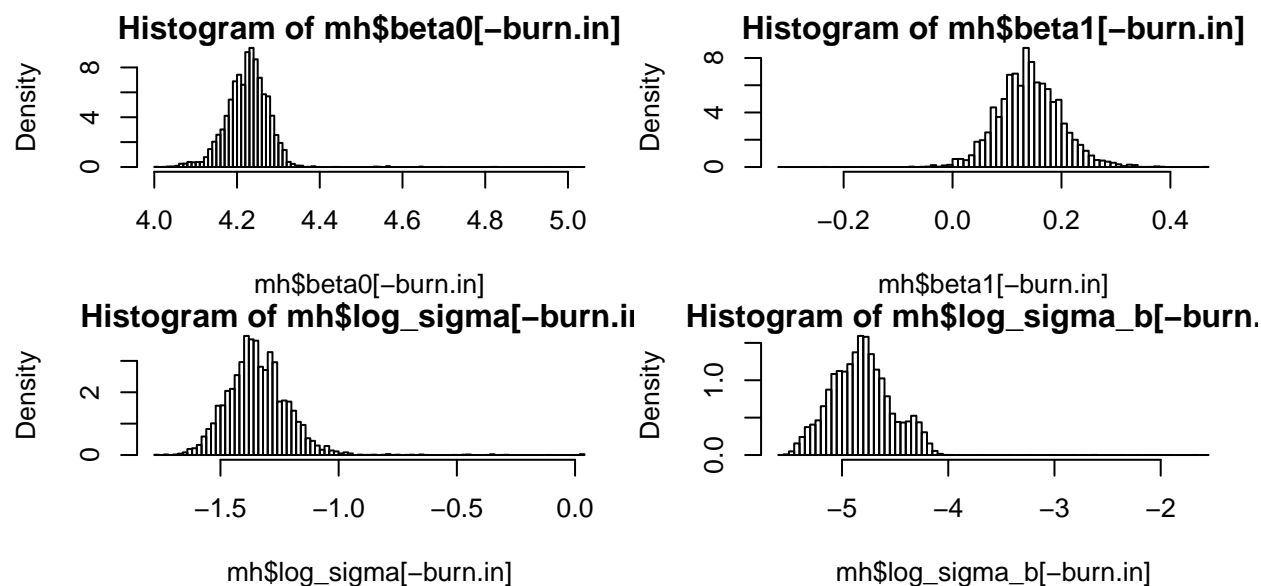 Histogram of mh$beta0[−burn.in]
Density
0 4 8
4.0 4.2 4.4 4.6 4.8 5.0
mh$beta0[−burn.in]
Histogram of mh$beta1[−burn.in]
Density
0 4 8
−0.2 0.0 0.2 0.4
mh$beta1[−burn.in]
Histogram of mh$log_sigma[−burn.in
Density
0 2
−1.5 −1.0 −0.5 0.0
mh$log_sigma[−burn.in]
Histogram of mh$log_sigma_b[−burn.
Density
0.0 1.0
−5 −4 −3 −2
mh$log_sigma_b[−burn.in]